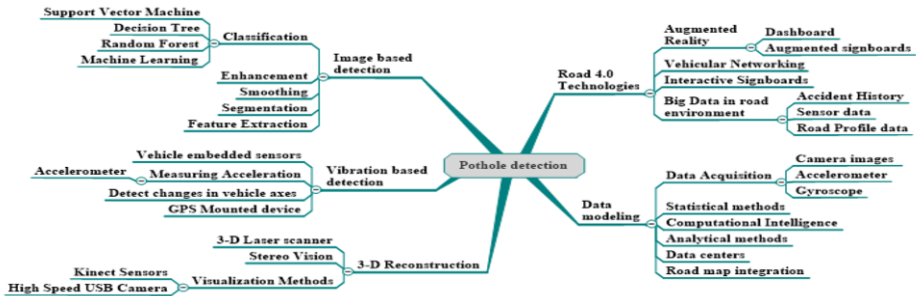 Support Vector Machine
Decision Tree
Random Forest
Machine Learning
Classification
Enhancement
Smoothing
Segmentation
Feature Extraction
Image based
detection
Vehicle embedded sensors
Accelerometer
Measuring Acceleration
Detect changes in vehicle axes
GPS Mounted device
Vibration based
detection
3-D Laser scanner
Stereo Vision
Kinect Sensors
High Speed USB Camera
Visualization Methods
3-D Reconstruction
Pothole detection
Road 4.0
Technologies
Augmented
Reality
Dashboard
Augmented signboards
Vehicular Networking
Interactive Signboards
Big Data in road
environment
Accident History
Sensor data
Road Profile data
Data
modeling
Data Acquisition
Camera images
Accelerometer
Gyroscope
Statistical methods
Computational Intelligence
Analytical methods
Data centers
Road map integration